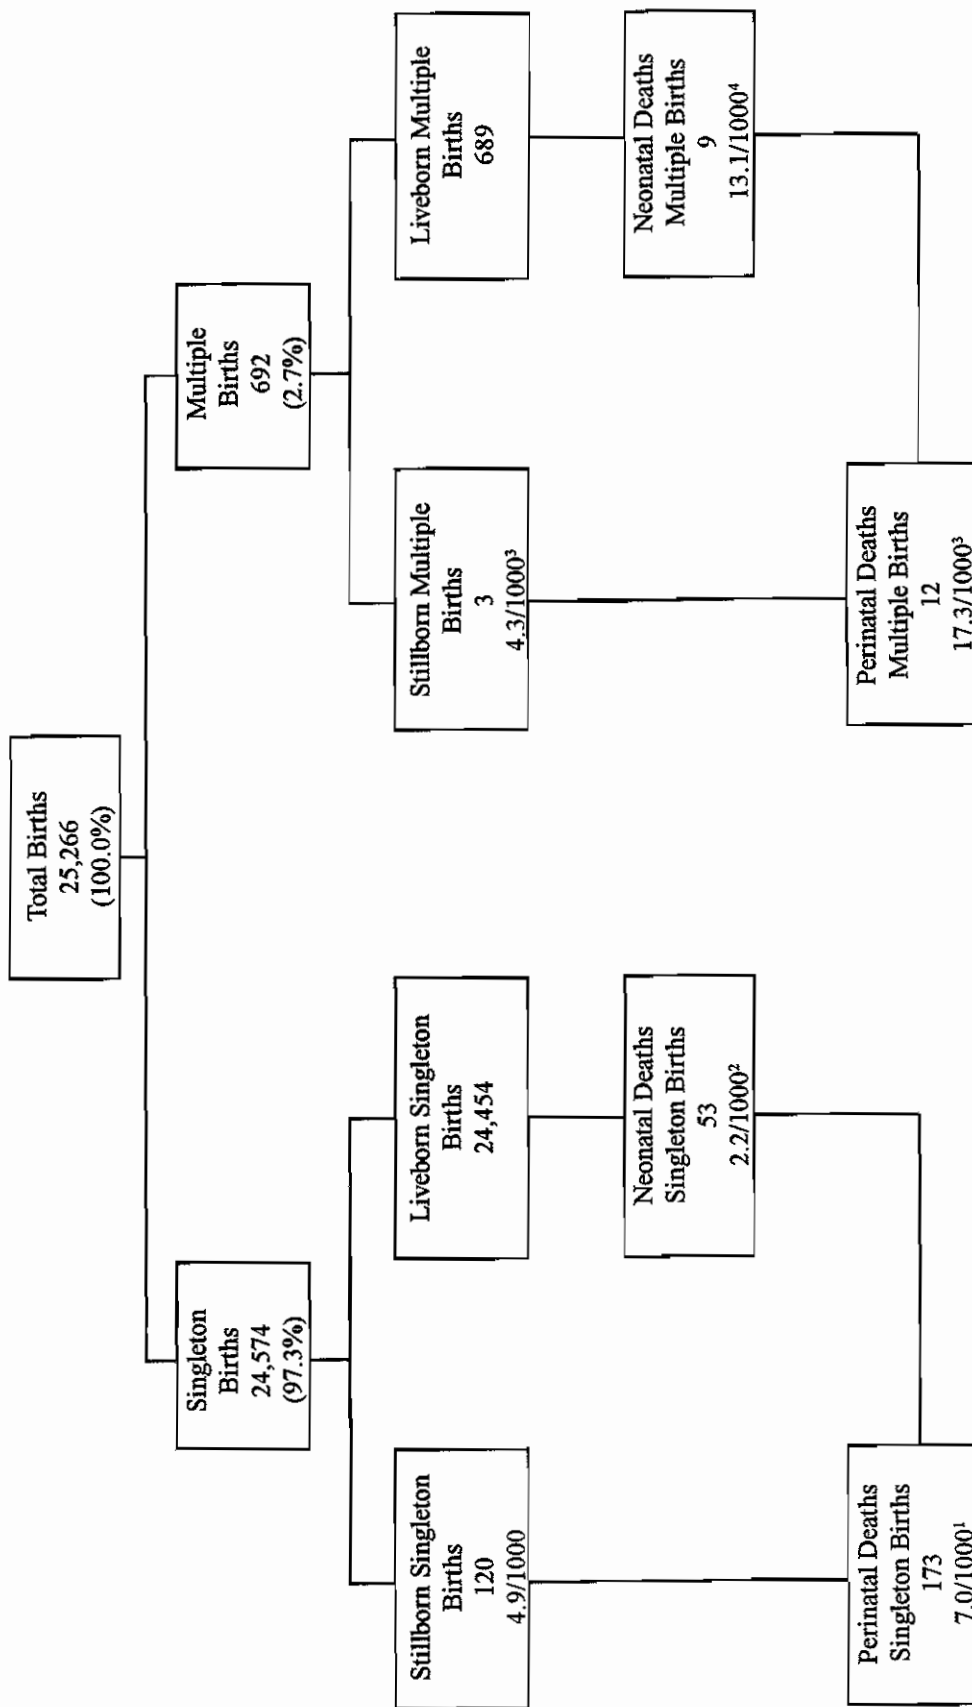 Total Births
25,266
(100.0%)
Singleton
Births
24,574
(97.3%)
Multiple
Births
692
(2.7%)
Stillborn Singleton
Births
120
4.9/1000
Liveborn Singleton
Births
24,454
Stillborn Multiple
Births
3
4.3/1000³
Liveborn Multiple
Births
689
Neonatal Deaths
Singleton Births
53
2.2/1000²
Neonatal Deaths
Multiple Births
9
13.1/1000⁴
Perinatal Deaths
Singleton Births
173
7.0/1000¹
Perinatal Deaths
Multiple Births
12
17.3/1000³